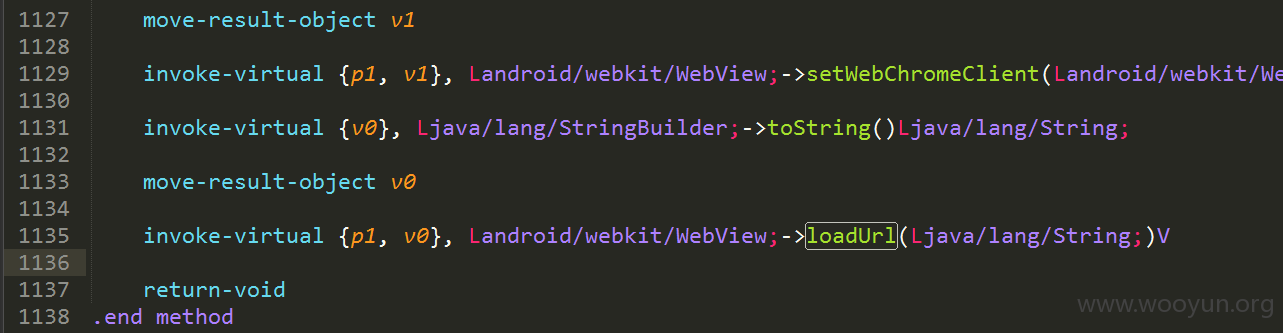 1127 move-result-object v1
1128
1129 invoke-virtual {p1, v1}, Landroid/webkit/WebView;->setWebChromeClient(Landroid/webkit/We
1130
1131 invoke-virtual {v0}, Ljava/lang/StringBuilder;->toString()Ljava/lang/String;
1132
1133 move-result-object v0
1134
1135 invoke-virtual {p1, v0}, Landroid/webkit/WebView;->loadUrl(Ljava/lang/String;)V
1136
1137 return-void
1138 .end method
www.wooyun.org